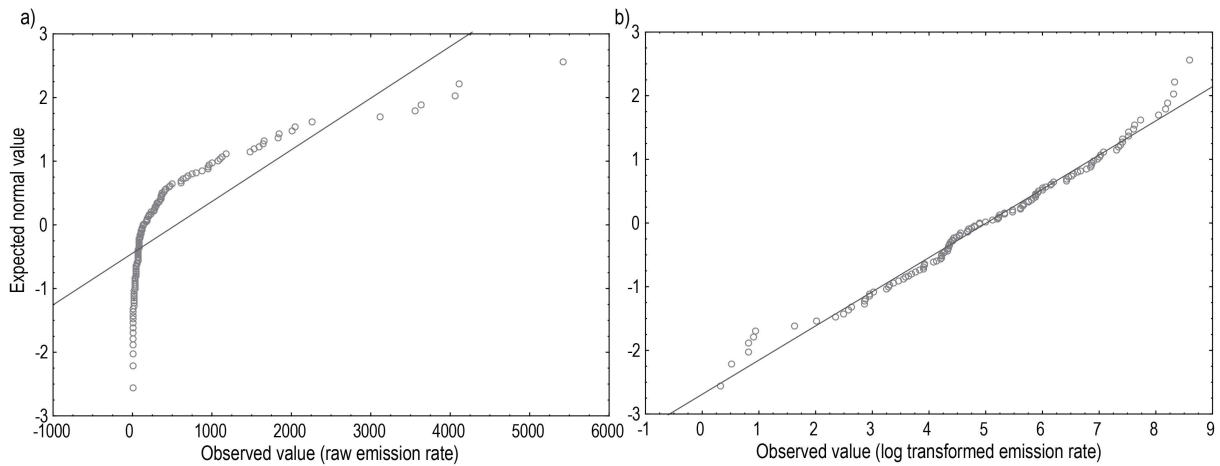 a)
3
2
1
0
-1
-2
-3
Expected normal value
-1000 0 1000 2000 3000 4000 5000 6000
Observed value (raw emission rate)
b)
3
2
1
0
-1
-2
-3
-1 0 1 2 3 4 5 6 7 8 9
Observed value (log transformed emission rate)